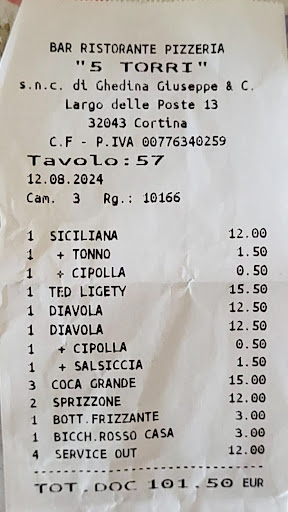 BAR RISTORANTE PIZZERIA
"5 TORRI"
s.n.c. di Ghedina Giuseppe & C.
Largo delle Poste 13
32043 Cortina
C.F - P.IVA 00776340259
Tavolo:57
12.08.2024
Cam. 3 Rg.: 10166
1 SICILIANA 12.00
1 + TONNO 1.50
1 + CIPOLLA 0.50
1 TED LIGETY 15.50
1 DIAVOLA 12.50
1 DIAVOLA 12.50
1 + CIPOLLA 0.50
1 + SALSICCIA 1.50
3 COCA GRANDE 15.00
2 SPRIZZONE 12.00
1 BOTT.FRIZZANTE 3.00
1 BICCH.ROSSO CASA 3.00
4 SERVICE OUT 12.00
TOT.DOC 101.50 EUR